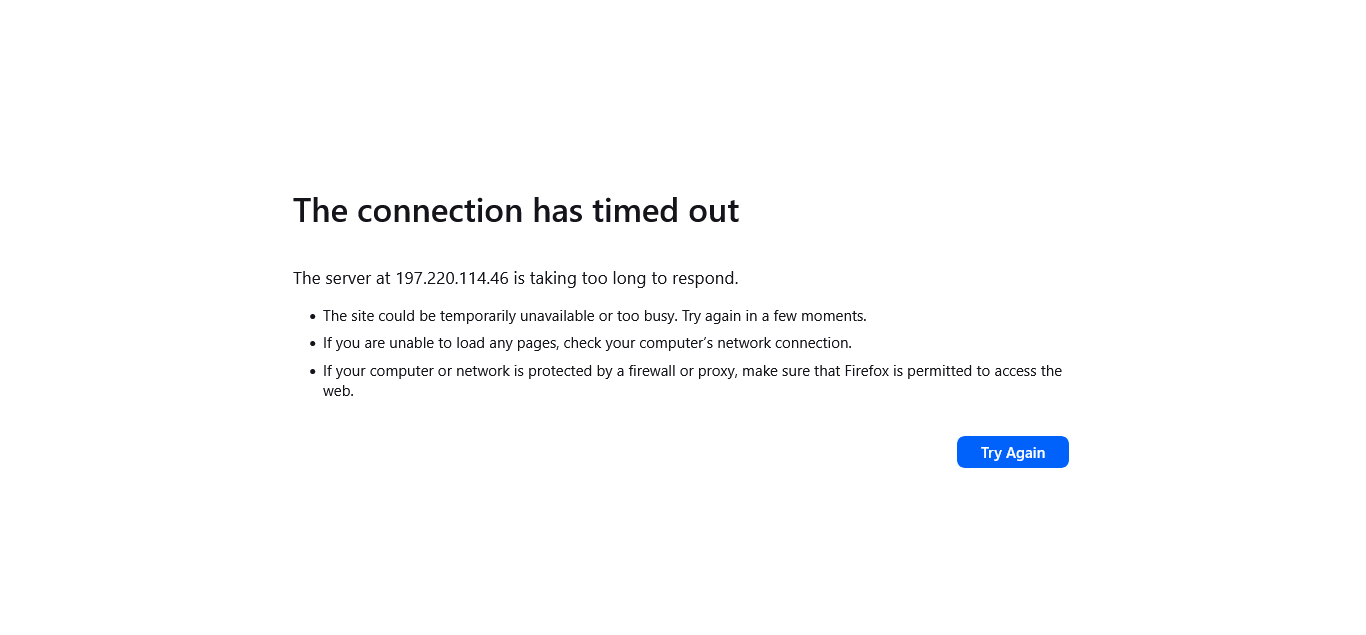 The connection has timed out
The server at 197.220.114.46 is taking too long to respond.
• The site could be temporarily unavailable or too busy. Try again in a few moments.
• If you are unable to load any pages, check your computer’s network connection.
• If your computer or network is protected by a firewall or proxy, make sure that Firefox is permitted to access the
web.
Try Again